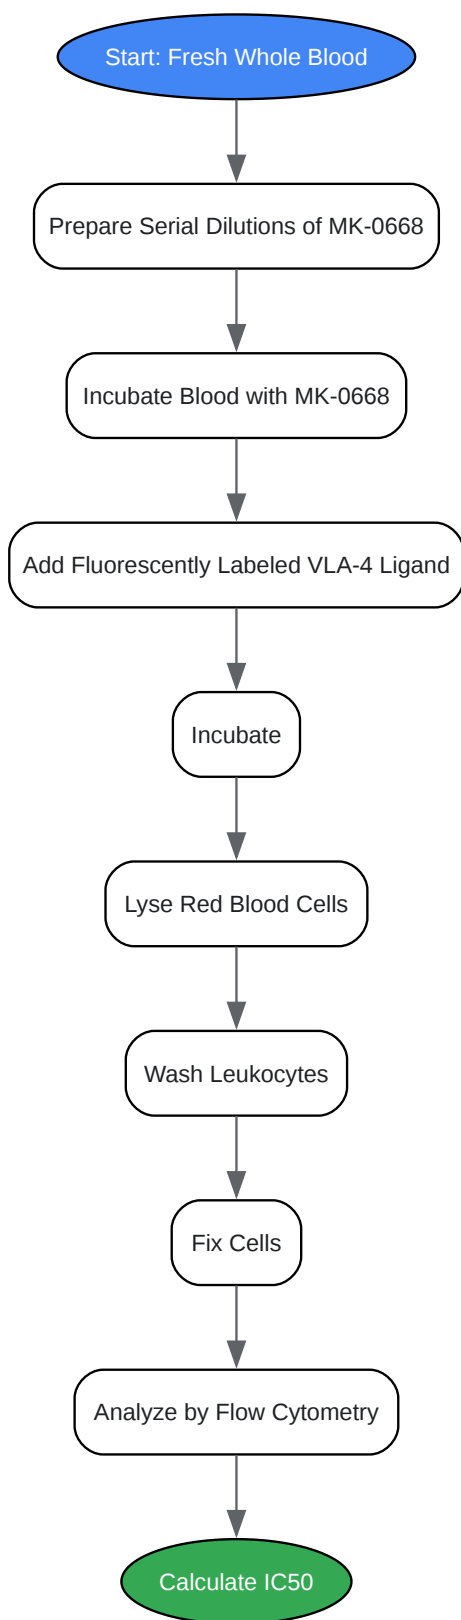 Start: Fresh Whole Blood
Prepare Serial Dilutions of MK-0668
Incubate Blood with MK-0668
Add Fluorescently Labeled VLA-4 Ligand
Incubate
Lyse Red Blood Cells
Wash Leukocytes
Fix Cells
Analyze by Flow Cytometry
Calculate IC50